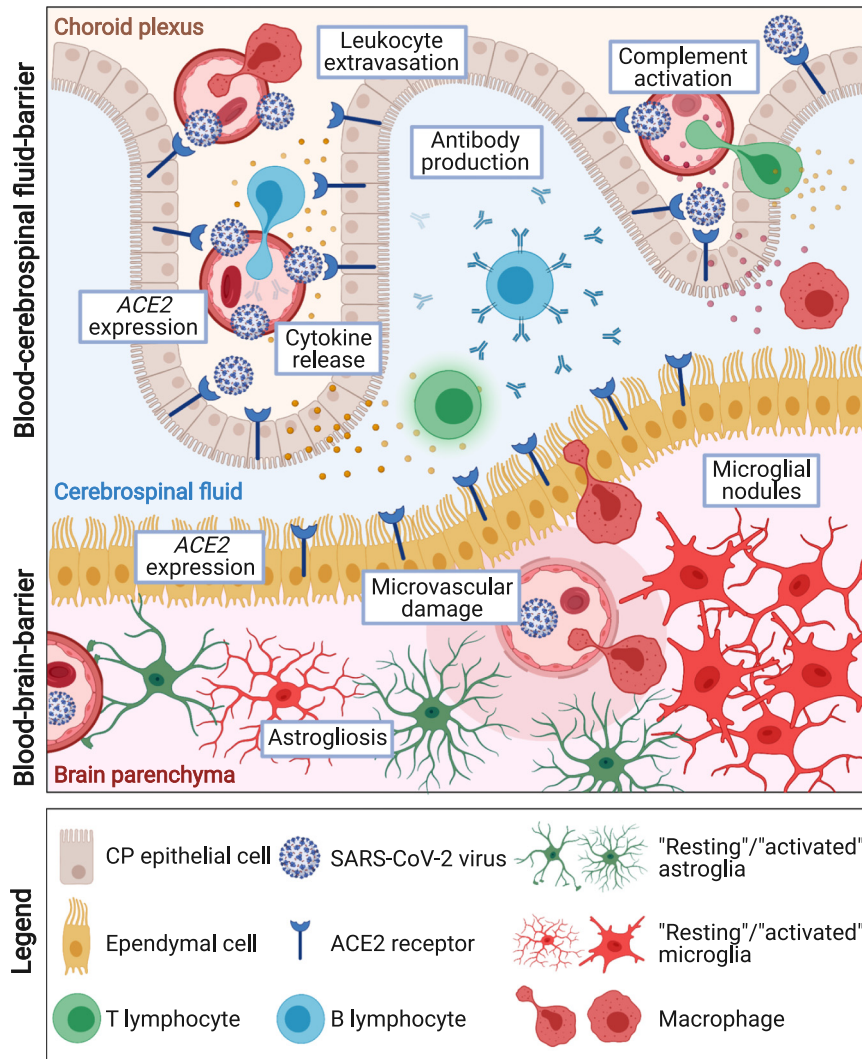 Choroid plexus
Leukocyte
extravasation
Complement
activation
Antibody
production
ACE2
expression
Cytokine
release
Blood-cerebrospinal fluid-barrier
Cerebrospinal fluid
Microglial
nodules
ACE2
expression
Microvascular
damage
Astrogliosis
Blood-brain-barrier
Brain parenchyma
Legend
CP epithelial cell
SARS-CoV-2 virus
"Resting"/"activated"
astroglia
Ependymal cell
ACE2 receptor
"Resting"/"activated"
microglia
T lymphocyte
B lymphocyte
Macrophage